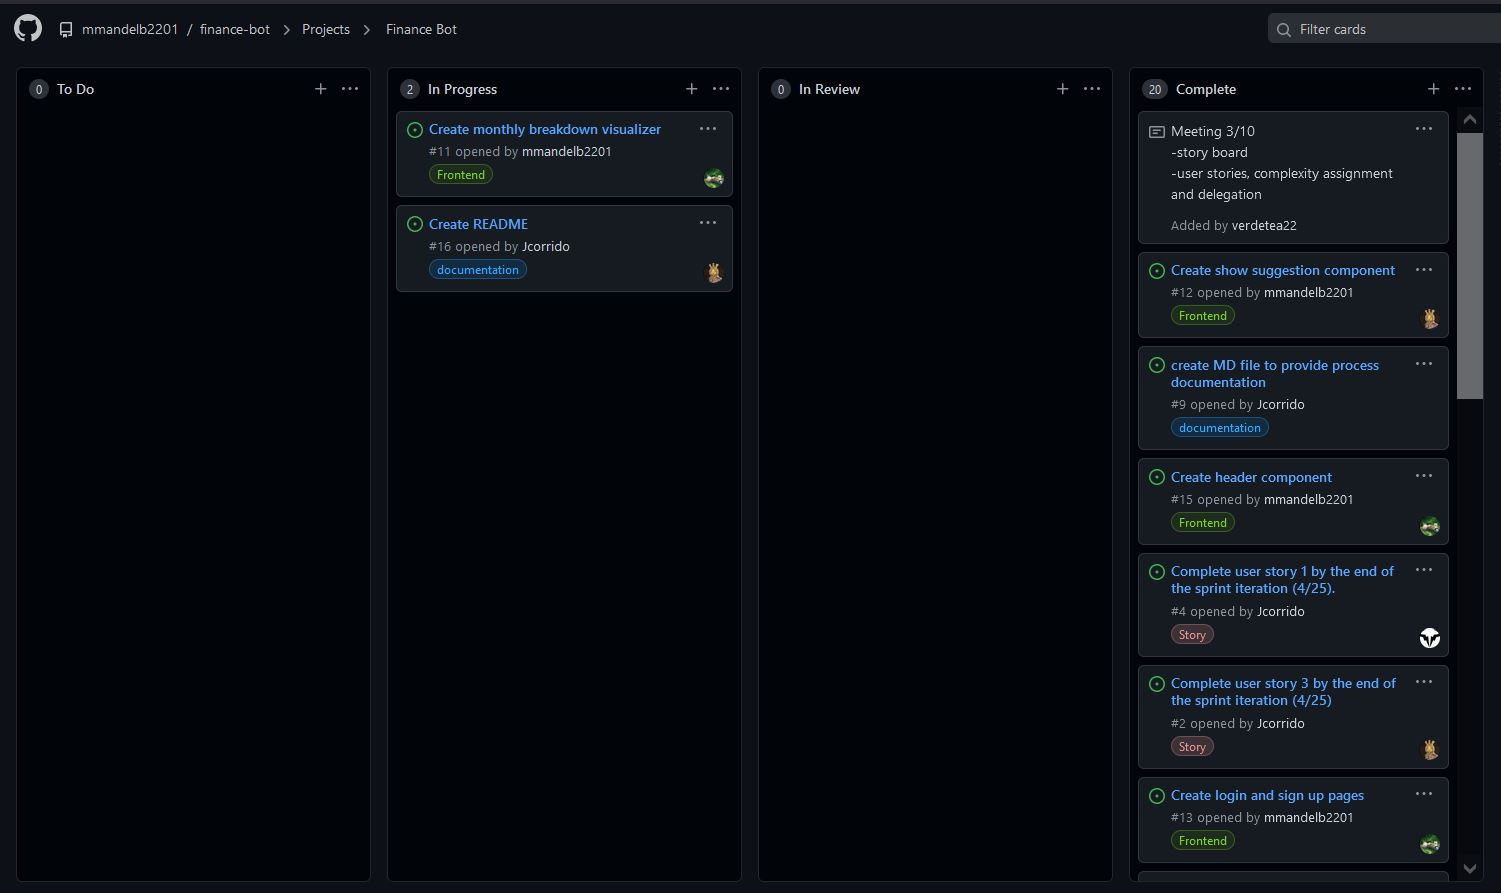 mmandelb2201 / finance-bot > Projects > Finance Bot
Filter cards
0 To Do + ...
2 In Progress + ...
Create monthly breakdown visualizer ...
#11 opened by mmandelb2201
Frontend
Create README ...
#16 opened by Jcorrido
documentation
0 In Review + ...
20 Complete + ...
Meeting 3/10 ...
-story board
-user stories, complexity assignment
and delegation
Added by verdetea22
Create show suggestion component ...
#12 opened by mmandelb2201
Frontend
create MD file to provide process ...
documentation
#9 opened by Jcorrido
documentation
Create header component ...
#15 opened by mmandelb2201
Frontend
Complete user story 1 by the end of ...
the sprint iteration (4/25).
#4 opened by Jcorrido
Story
Complete user story 3 by the end of ...
the sprint iteration (4/25)
#2 opened by Jcorrido
Story
Create login and sign up pages ...
#13 opened by mmandelb2201
Frontend